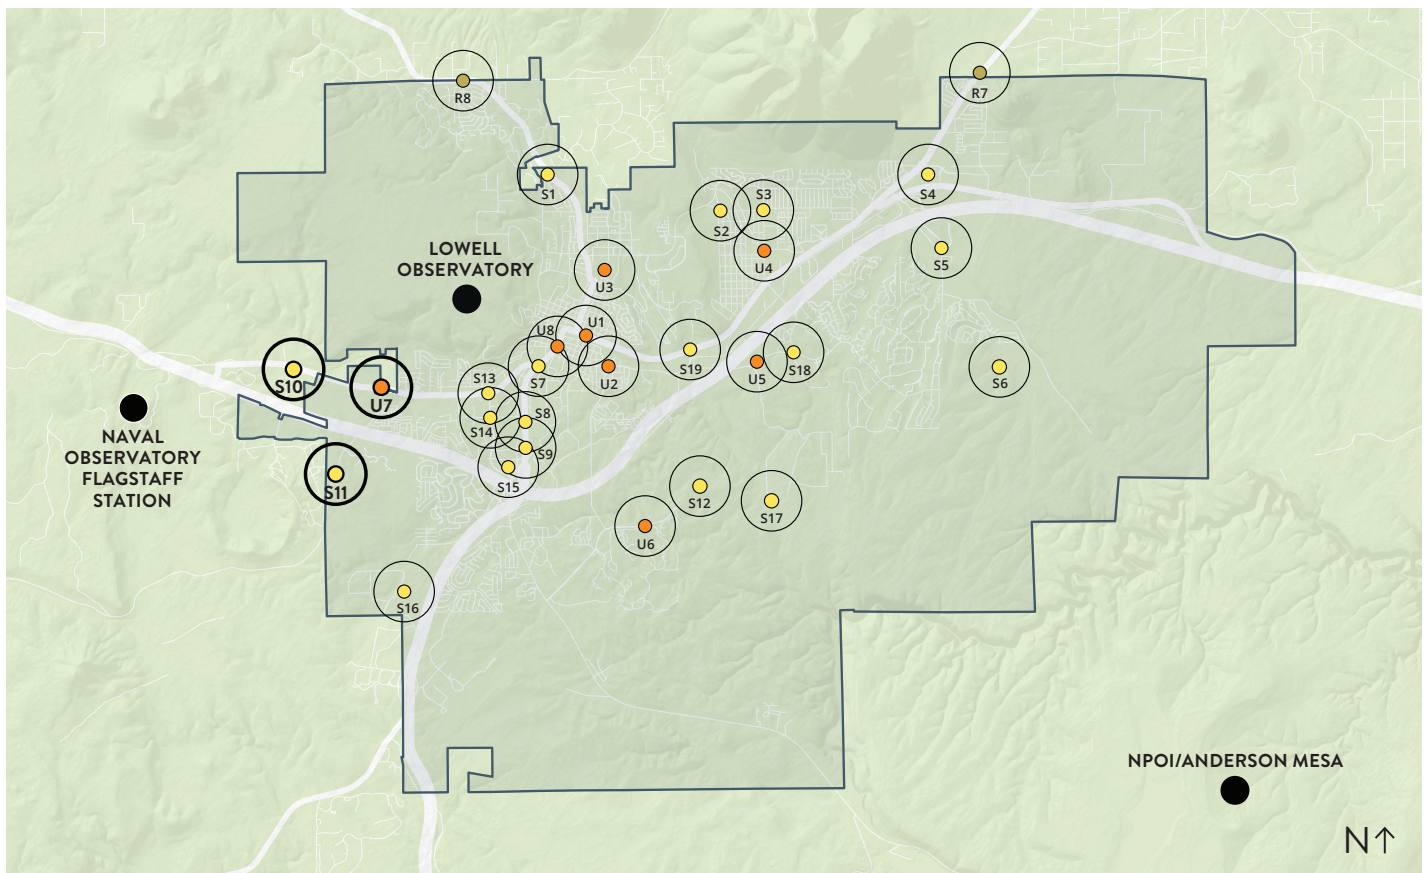 R8
R7
S1
S4
S3
S2
LOWELL
OBSERVATORY
U4
S5
U3
U8
U1
S10
S13
S7
U2
S19
U5
S18
S6
U7
S14
S8
NAVAL
OBSERVATORY
FLAGSTAFF
STATION
S9
S11
S15
S12
S17
U6
S16
NPOI/ANDERSON MESA
N↑